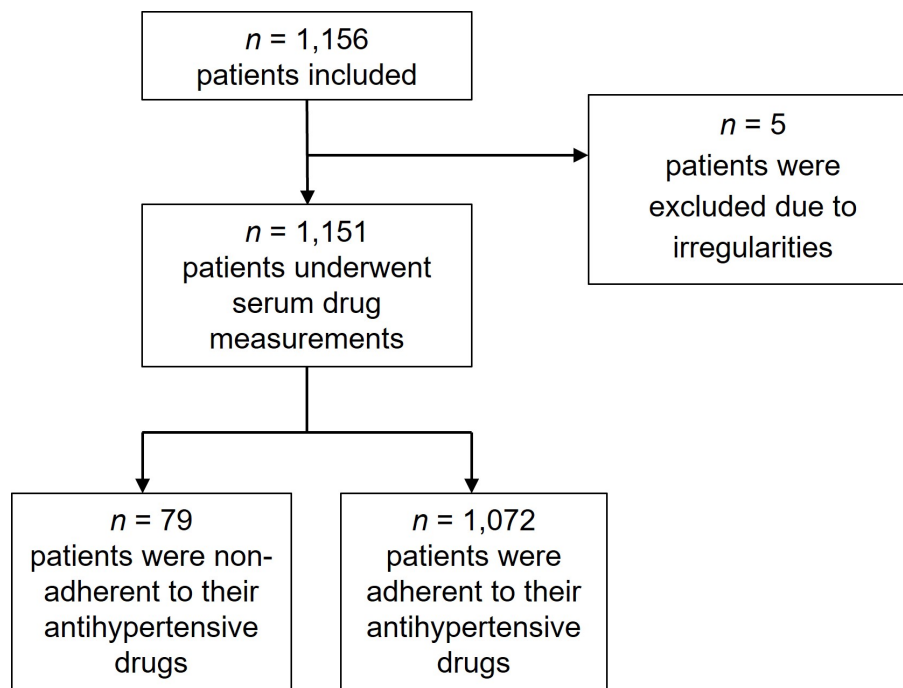 n = 1,156
patients included
n = 5
patients were
excluded due to
irregularities
n = 1,151
patients underwent
serum drug
measurements
n = 79
patients were non-
adherent to their
antihypertensive
drugs
n = 1,072
patients were
adherent to their
antihypertensive
drugs